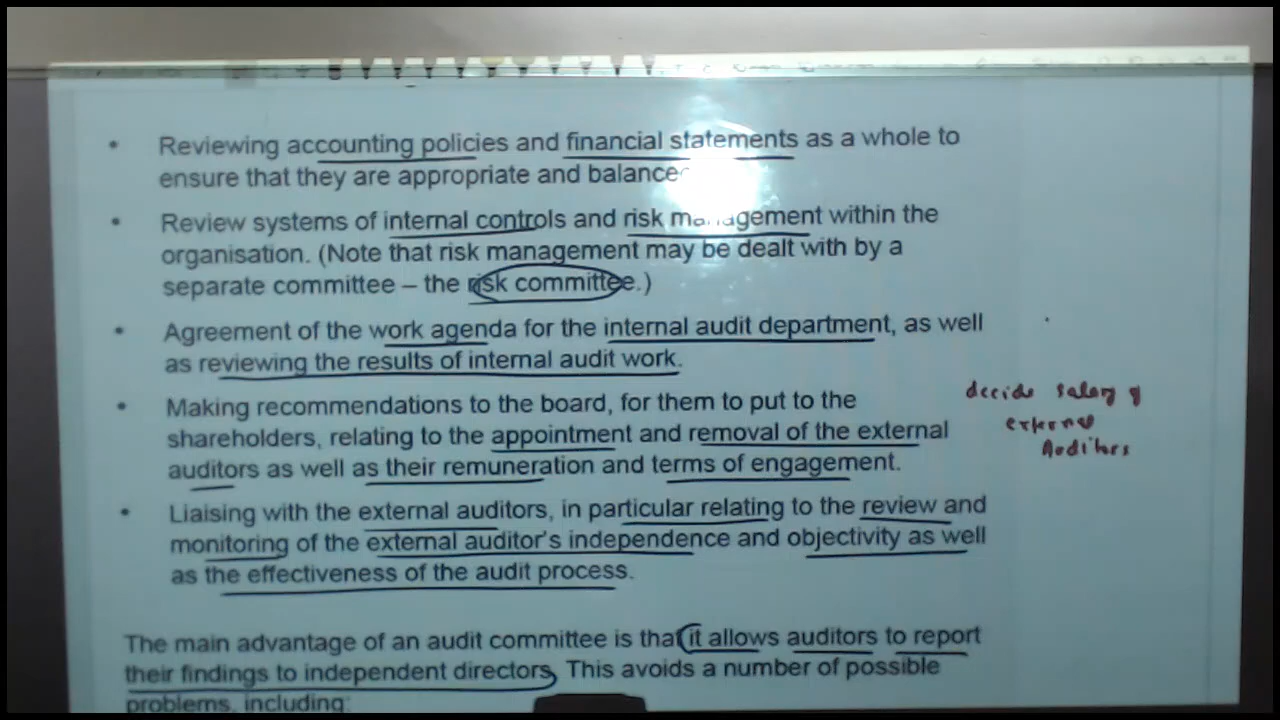 • Reviewing accounting policies and financial statements as a whole to
ensure that they are appropriate and balance
• Review systems of internal controls and risk management within the
organisation. (Note that risk management may be dealt with by a
separate committee – the risk committee.)
• Agreement of the work agenda for the internal audit department, as well
as reviewing the results of internal audit work.
• Making recommendations to the board, for them to put to the
shareholders, relating to the appointment and removal of the external
auditors as well as their remuneration and terms of engagement.
decide salary of
external
Auditors
• Liaising with the external auditors, in particular relating to the review and
monitoring of the external auditor's independence and objectivity as well
as the effectiveness of the audit process.
The main advantage of an audit committee is that it allows auditors to report
their findings to independent directors. This avoids a number of possible
problems, including: